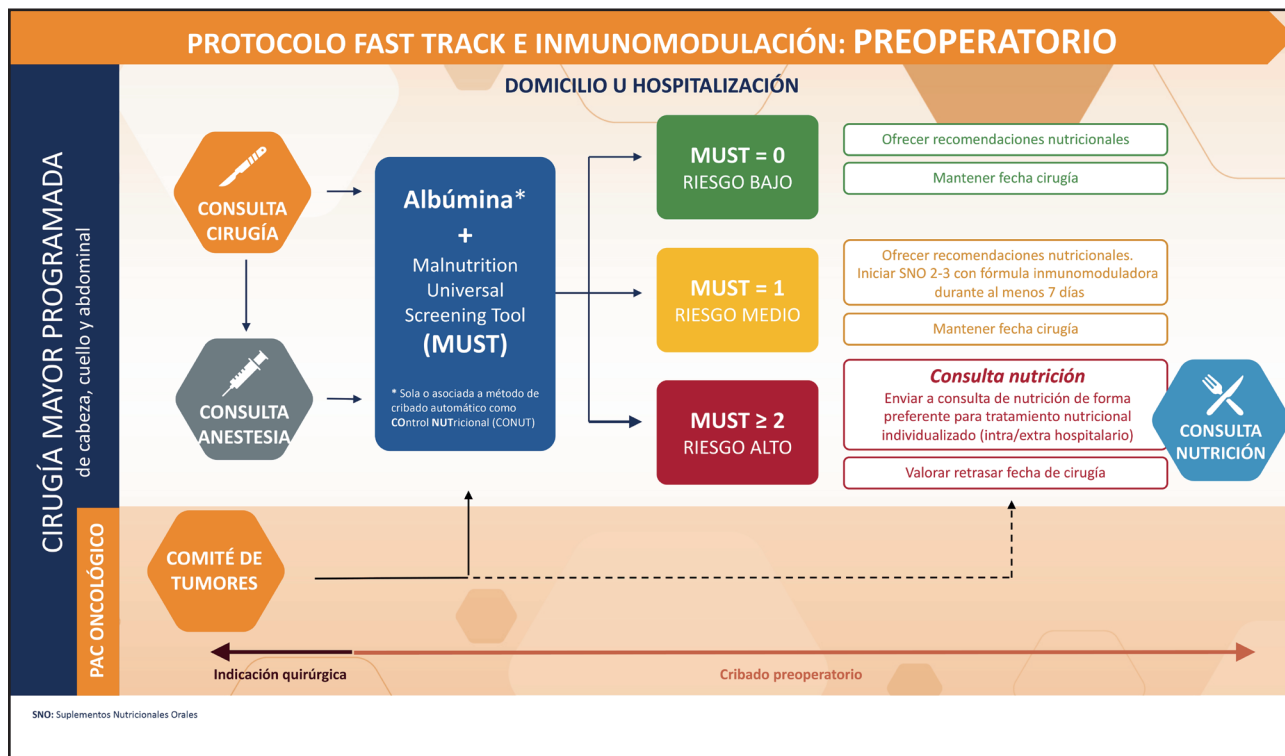 PROTOCOLO FAST TRACK E INMUNOMODULACIÓN: PREOPERATORIO
DOMICILIO U HOSPITALIZACIÓN
CIRUGÍA MAYOR PROGRAMADA
de cabeza, cuello y abdominal
CONSULTA
CIRUGÍA
CONSULTA
ANESTESIA
Albúmina*
+
Malnutrition
Universal
Screening Tool
(MUST)
* Sola o asociada a método de
cribado automático como
COntrol NUTricional (CONUT)
MUST = 0
RIESGO BAJO
Ofrecer recomendaciones nutricionales
Mantener fecha cirugía
MUST = 1
RIESGO MEDIO
Ofrecer recomendaciones nutricionales.
Iniciar SNO 2-3 con fórmula inmunomoduladora
durante al menos 7 días
Mantener fecha cirugía
MUST ≥ 2
RIESGO ALTO
Consulta nutrición
Enviar a consulta de nutrición de forma
preferente para tratamiento nutricional
individualizado (intra/extra hospitalario)
Valorar retrasar fecha de cirugía
CONSULTA
NUTRICIÓN
PAC ONCOLÓGICO
COMITÉ DE
TUMORES
Indicación quirúrgica
Cribado preoperatorio
SNO: Suplementos Nutricionales Orales